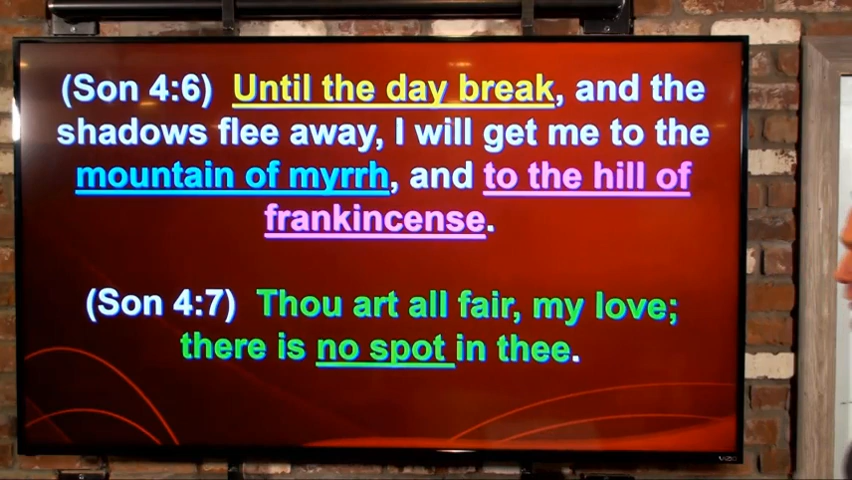 (Son 4:6) Until the day break, and the
shadows flee away, I will get me to the
mountain of myrrh, and to the hill of
frankincense.
(Son 4:7) Thou art all fair, my love;
there is no spot in thee.
VIZIO